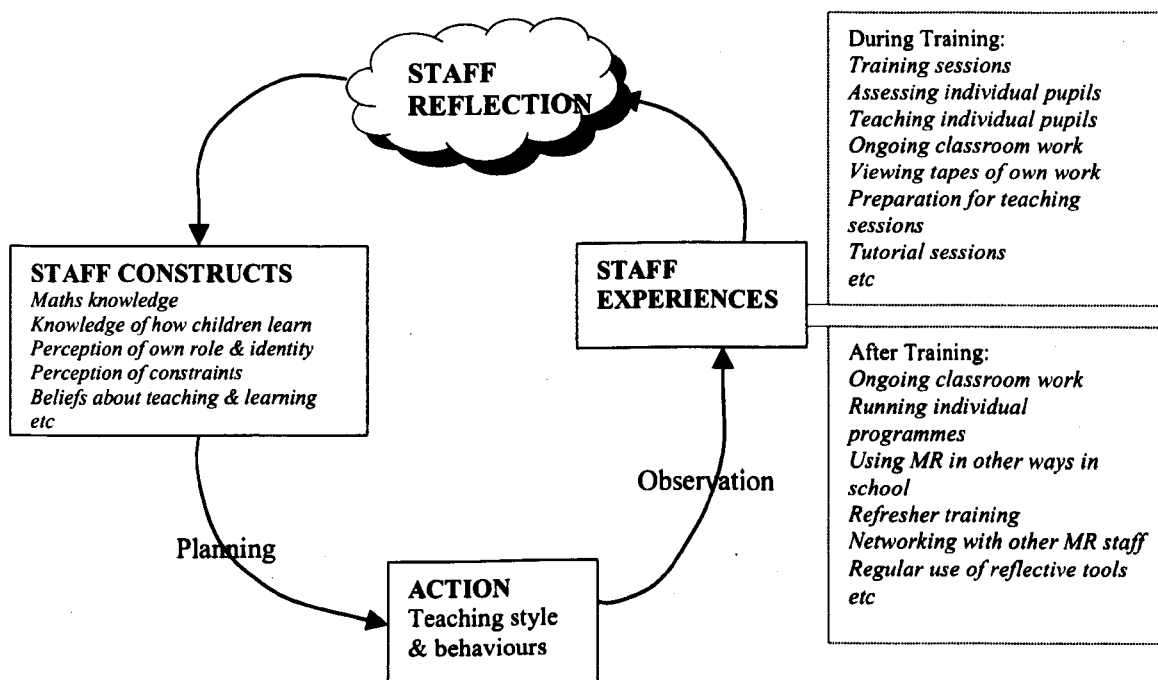 STAFF
REFLECTION
STAFF CONSTRUCTS
Maths knowledge
Knowledge of how children learn
Perception of own role & identity
Perception of constraints
Beliefs about teaching & learning
etc
Planning
ACTION
Teaching style
& behaviours
Observation
STAFF
EXPERIENCES
During Training:
Training sessions
Assessing individual pupils
Teaching individual pupils
Ongoing classroom work
Viewing tapes of own work
Preparation for teaching
sessions
Tutorial sessions
etc
After Training:
Ongoing classroom work
Running individual
programmes
Using MR in other ways in
school
Refresher training
Networking with other MR staff
Regular use of reflective tools
etc